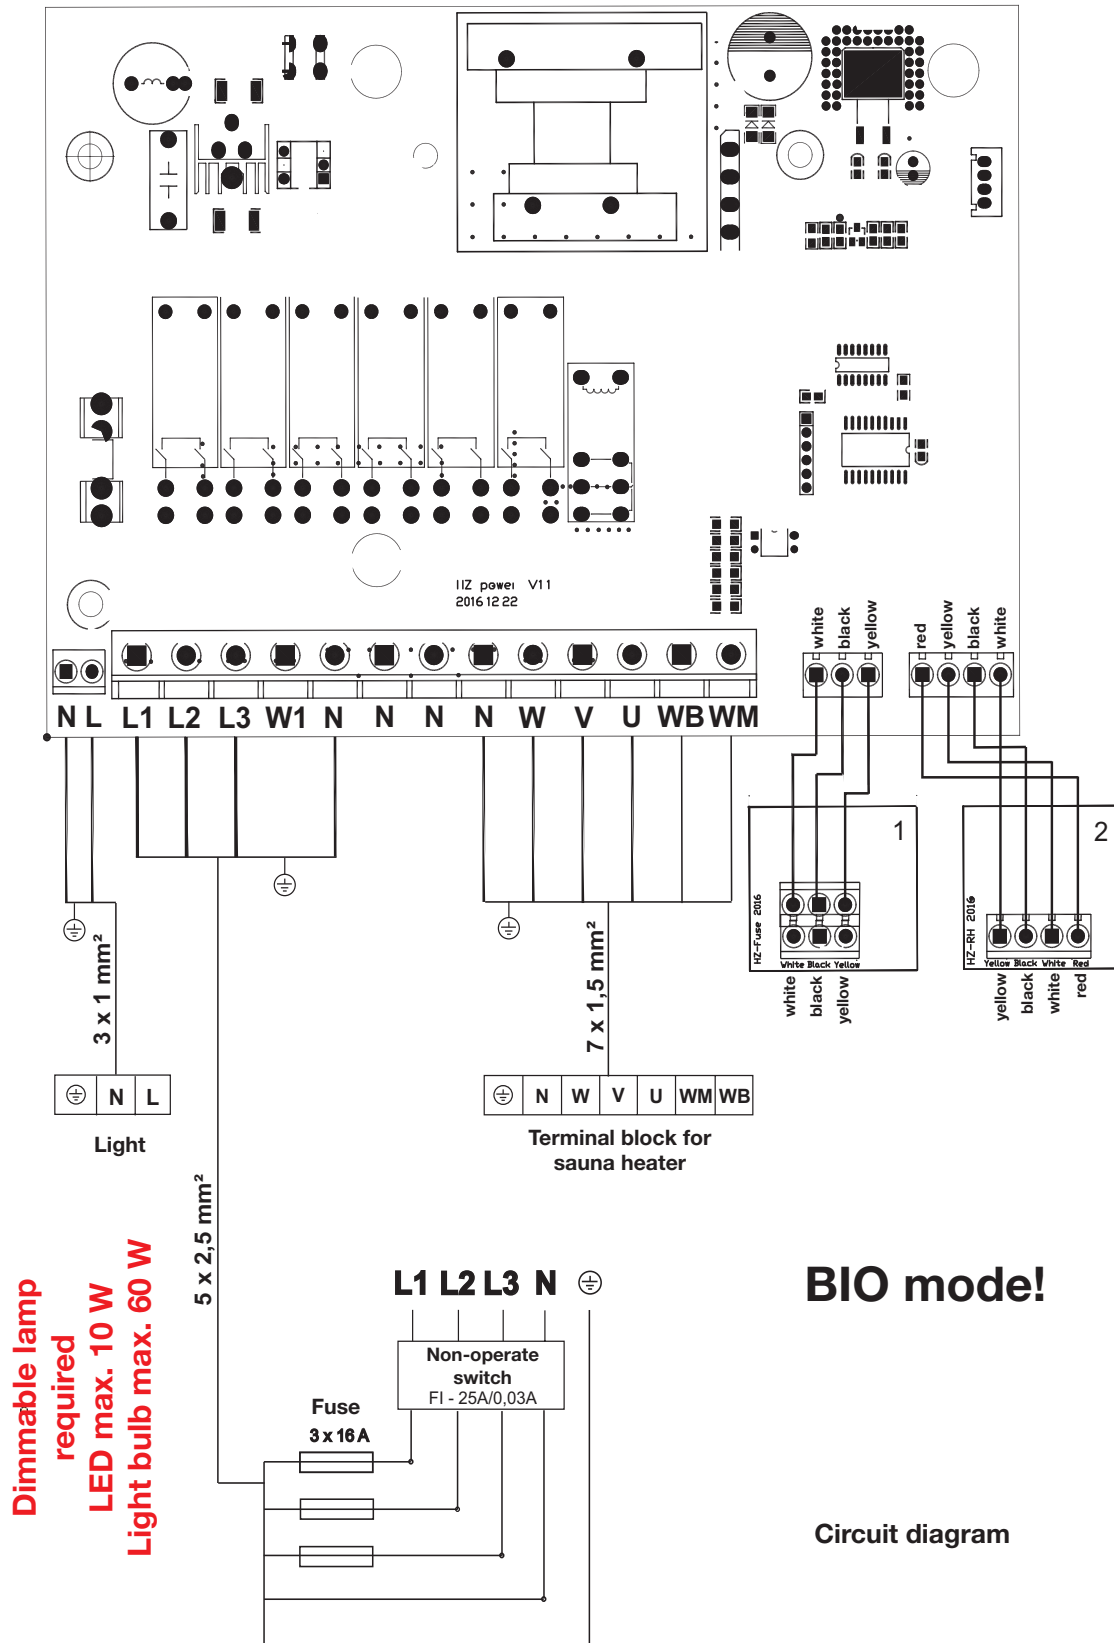 IIZ power V11
2016 12 22
white
black
yellow
red
yellow
black
white
N L L1 L2 L3 W1 N N N N W V U WB WM
1
2
HZ-Fuse 2016
White Black Yellow
white
black
yellow
HZ-RH 2016
Yellow Black White Red
yellow
black
white
red
3 x 1 mm²
7 x 1,5 mm²
N L
Light
N W V U WM WB
Terminal block for
sauna heater
5 x 2,5 mm²
Dimmable lamp
required
LED max. 10 W
Light bulb max. 60 W
L1 L2 L3 N
Non-operate
switch
FI - 25A/0,03A
Fuse
3 x 16 A
BIO mode!
Circuit diagram